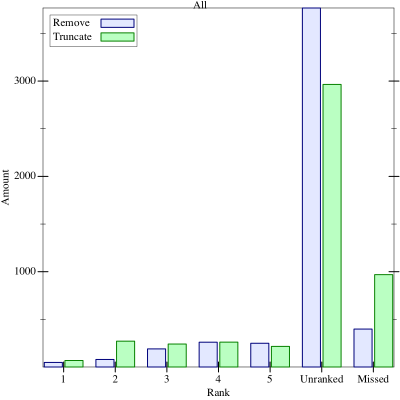 All
Remove
Truncate
3000
2000
1000
Amount
1 2 3 4 5 Unranked Missed
Rank